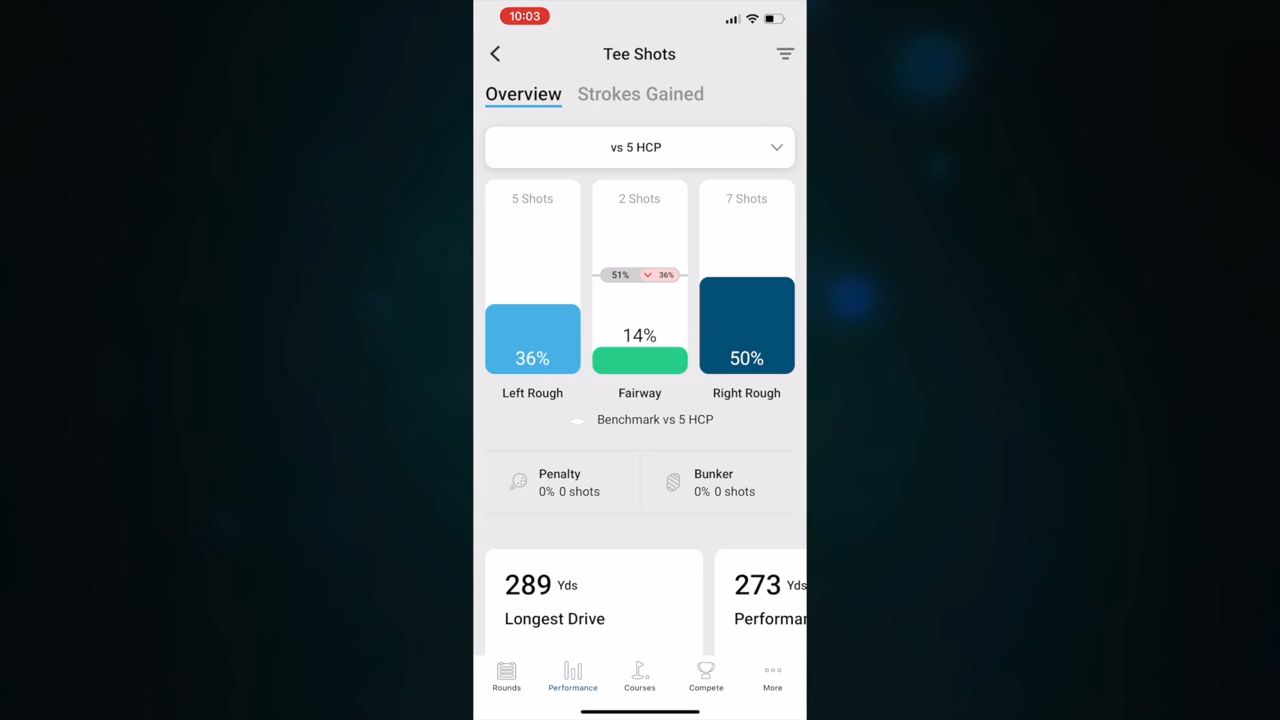 10:03
Tee Shots
Overview Strokes Gained
vs 5 HCP
5 Shots 2 Shots 7 Shots
51% 36%
14%
36% 50%
Left Rough Fairway Right Rough
Benchmark vs 5 HCP
Penalty Bunker
0% 0 shots 0% 0 shots
289 Yds 273 Yds
Longest Drive Performar
Rounds Performance Courses Compete More